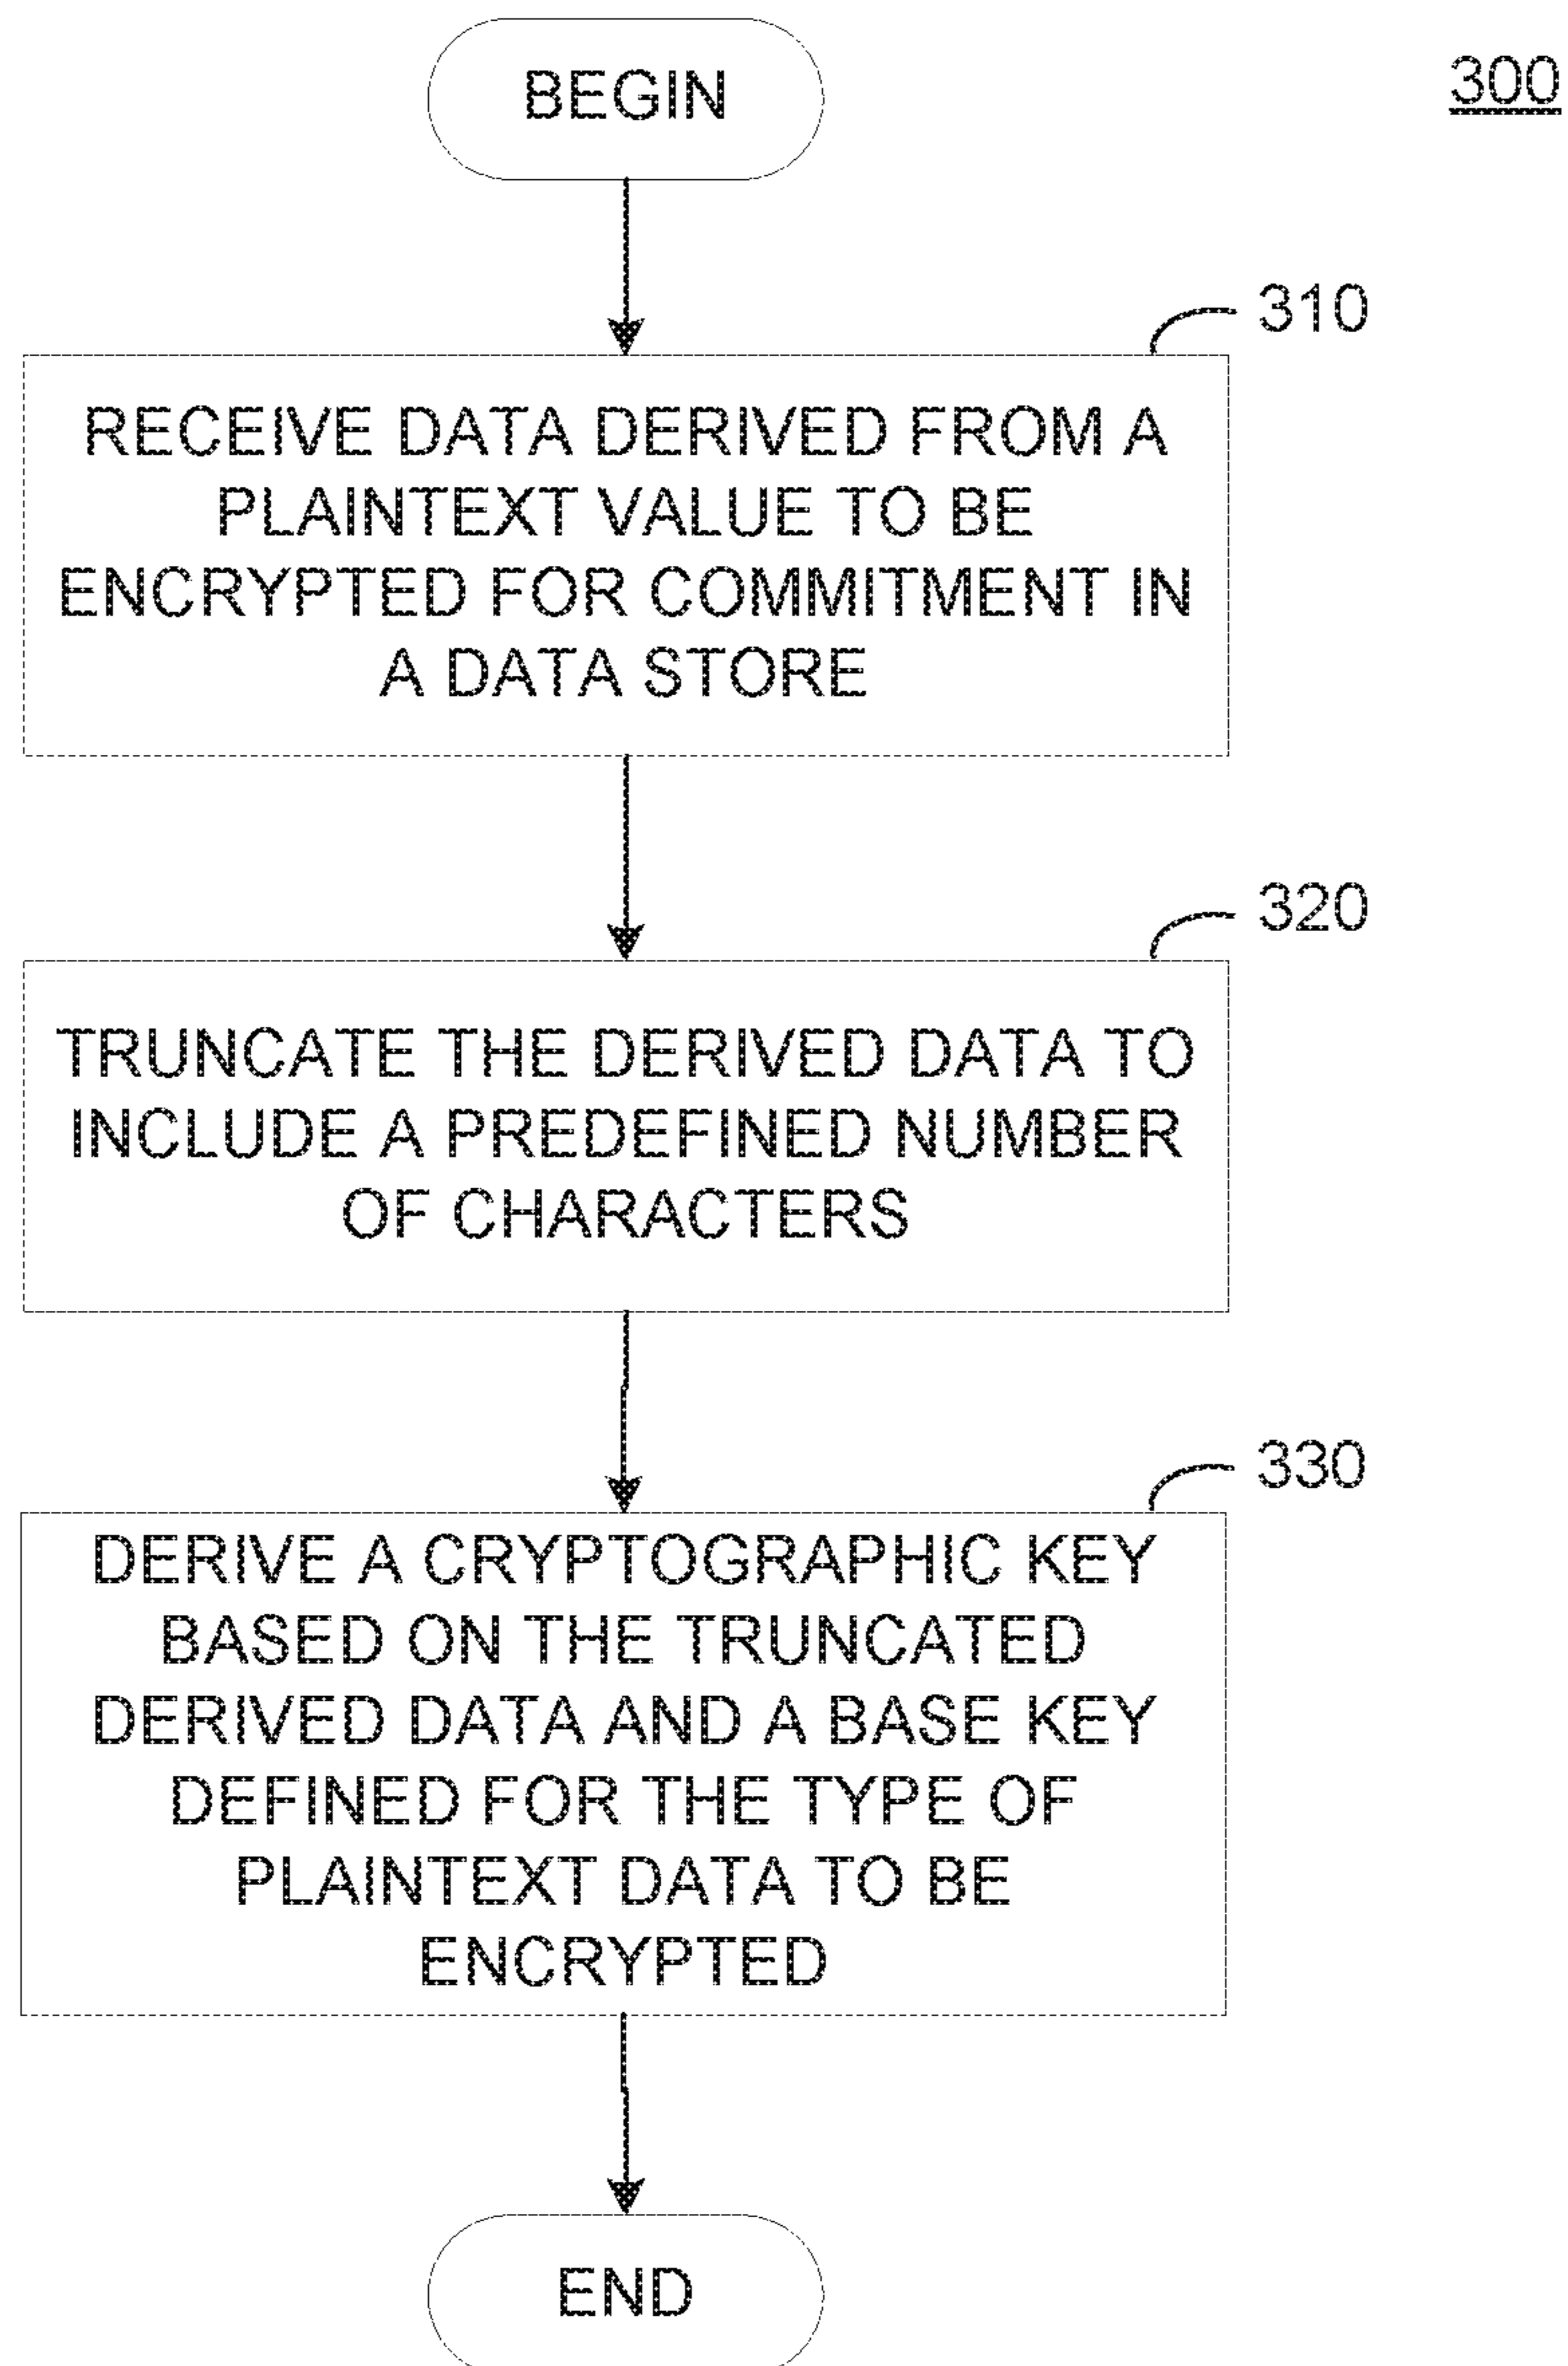 BEGIN
300
310
RECEIVE DATA DERIVED FROM A
PLAINTEXT VALUE TO BE
ENCRYPTED FOR COMMITMENT IN
A DATA STORE
320
TRUNCATE THE DERIVED DATA TO
INCLUDE A PREDEFINED NUMBER
OF CHARACTERS
330
DERIVE A CRYPTOGRAPHIC KEY
BASED ON THE TRUNCATED
DERIVED DATA AND A BASE KEY
DEFINED FOR THE TYPE OF
PLAINTEXT DATA TO BE
ENCRYPTED
END